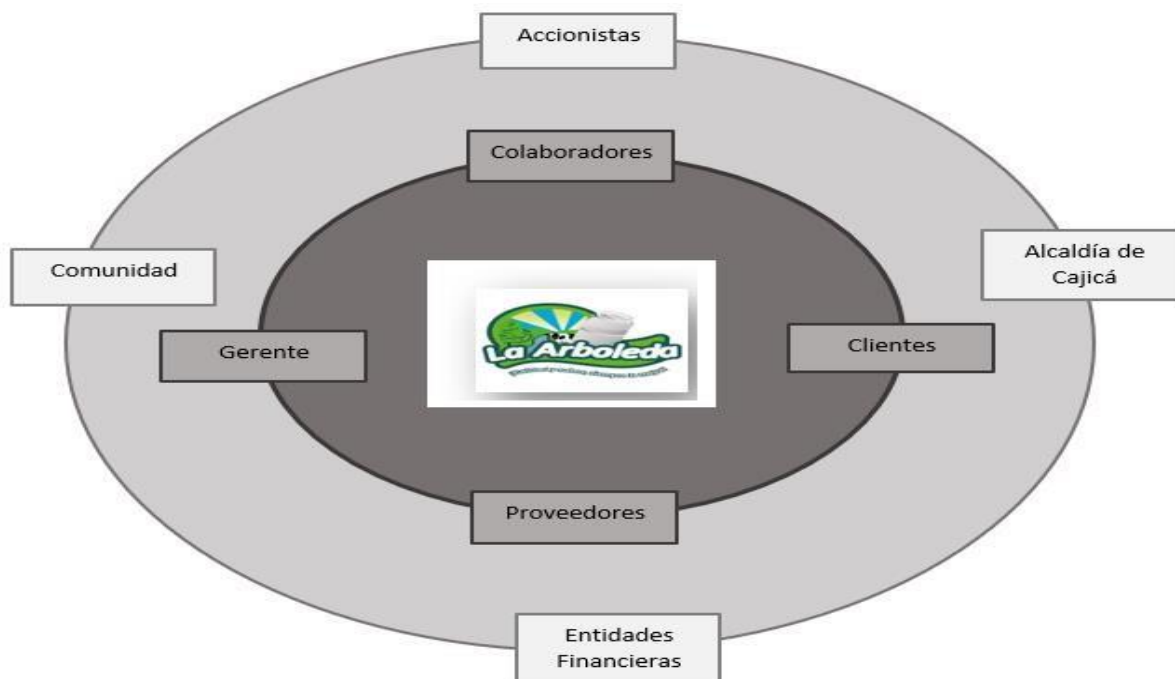 Accionistas
Colaboradores
Comunidad
Alcaldía de
Cajicá
Gerente
La Arboleda
Clientes
Proveedores
Entidades
Financieras